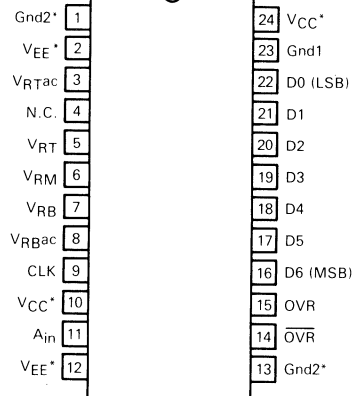 Gnd2* 1
VEE* 2
VRTac 3
N.C. 4
VRT 5
VRM 6
VRB 7
VRBac 8
CLK 9
VCC* 10
Ain 11
VEE* 12
24 VCC*
23 Gnd1
22 D0 (LSB)
21 D1
20 D2
19 D3
18 D4
17 D5
16 D6 (MSB)
15 OVR
14 O̅V̅R̅
13 Gnd2*